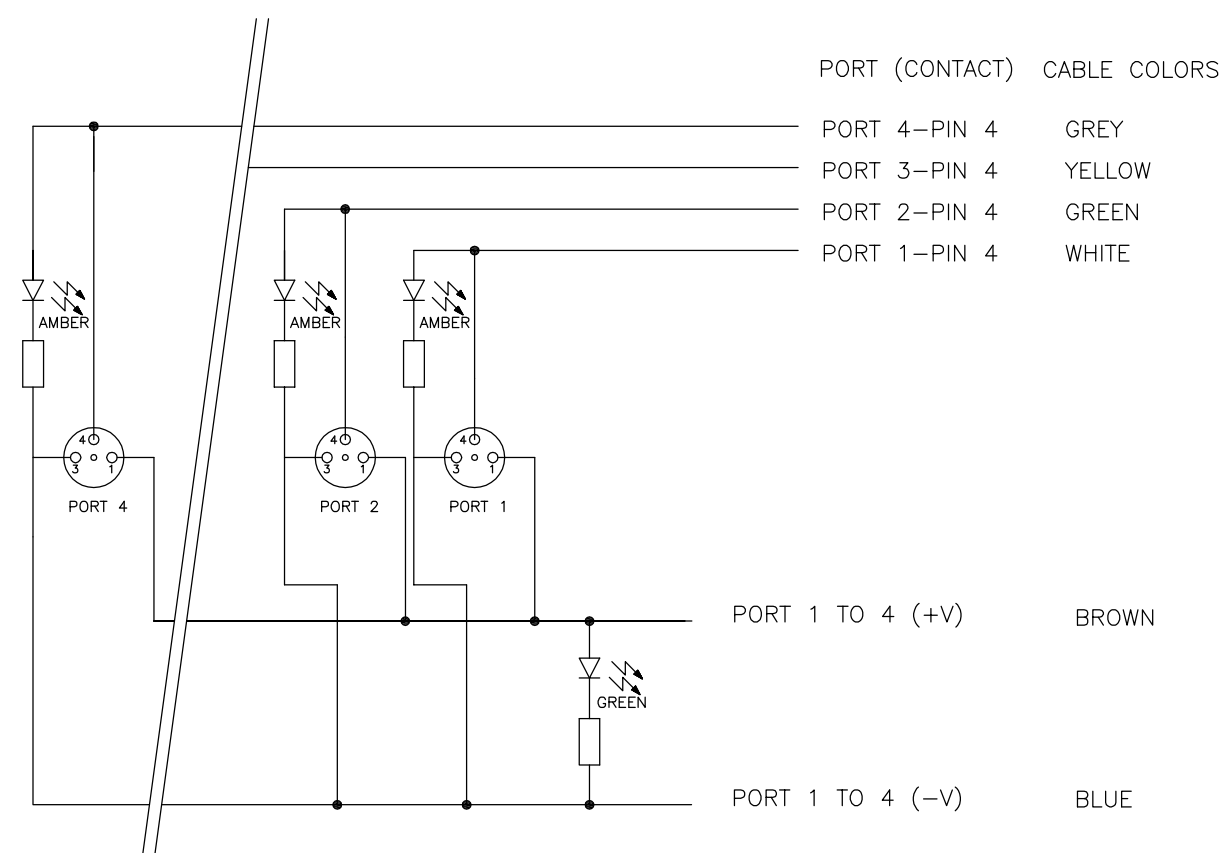 PORT (CONTACT) CABLE COLORS
PORT 4-PIN 4 GREY
PORT 3-PIN 4 YELLOW
PORT 2-PIN 4 GREEN
PORT 1-PIN 4 WHITE
AMBER AMBER AMBER
4 4 4
3 1 3 1 3 1
PORT 4 PORT 2 PORT 1
PORT 1 TO 4 (+V) BROWN
GREEN
PORT 1 TO 4 (-V) BLUE